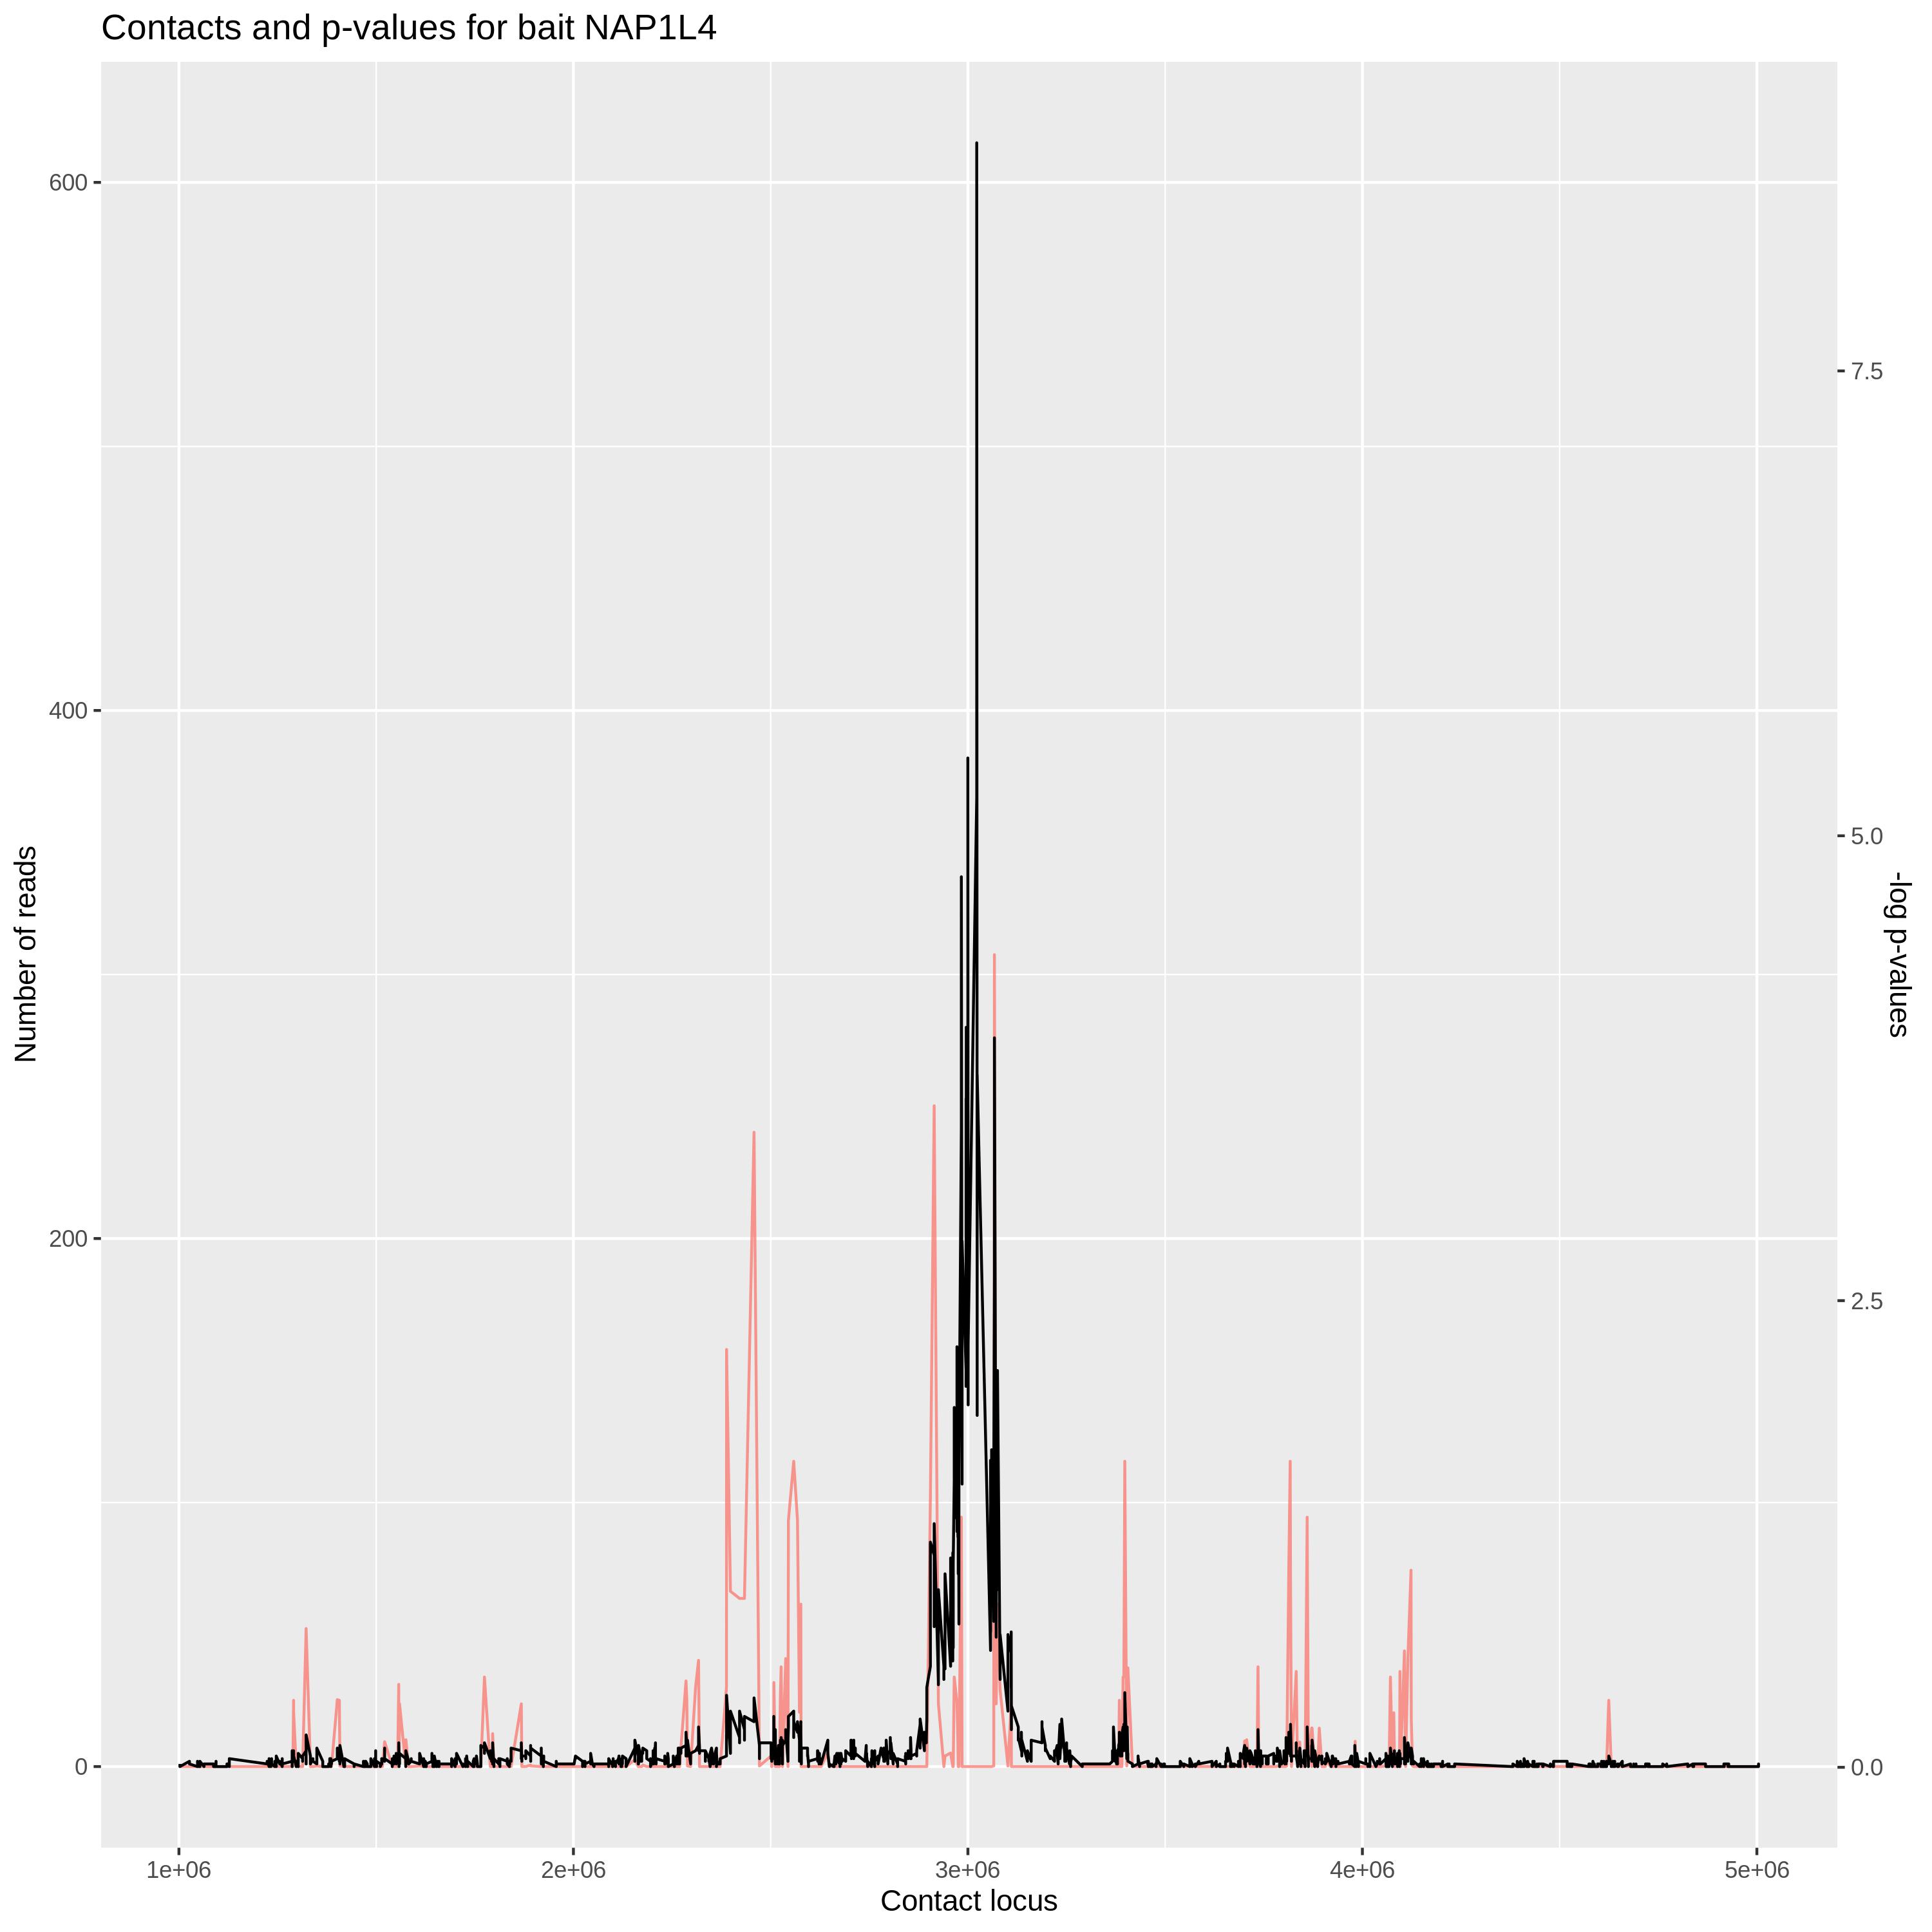 Contacts and p-values for bait NAP1L4
600
400
200
0
Number of reads
7.5
5.0
2.5
0.0
-log p-values
1e+06 2e+06 3e+06 4e+06 5e+06
Contact locus